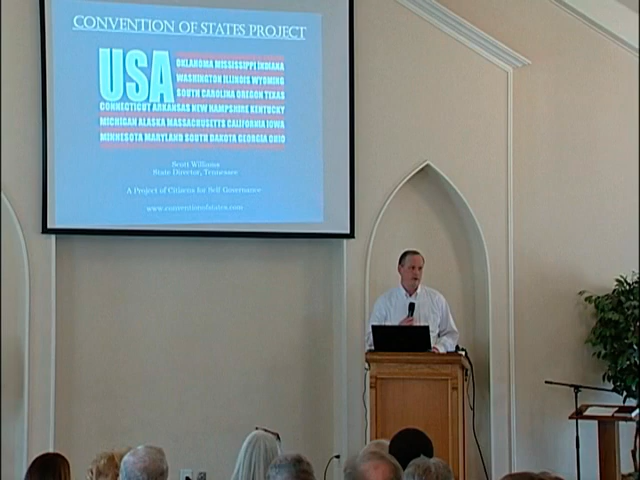 CONVENTION OF STATES PROJECT
USA
OKLAHOMA MISSISSIPPI INDIANA
WASHINGTON ILLINOIS WYOMING
SOUTH CAROLINA OREGON TEXAS
CONNECTICUT ARKANSAS NEW HAMPSHIRE KENTUCKY
MICHIGAN ALASKA MASSACHUSETTS CALIFORNIA IOWA
MINNESOTA MARYLAND SOUTH DAKOTA GEORGIA OHIO
Scott Williams
State Director, Tennessee
A Project of Citizens for Self Governance
www.conventionofstates.com